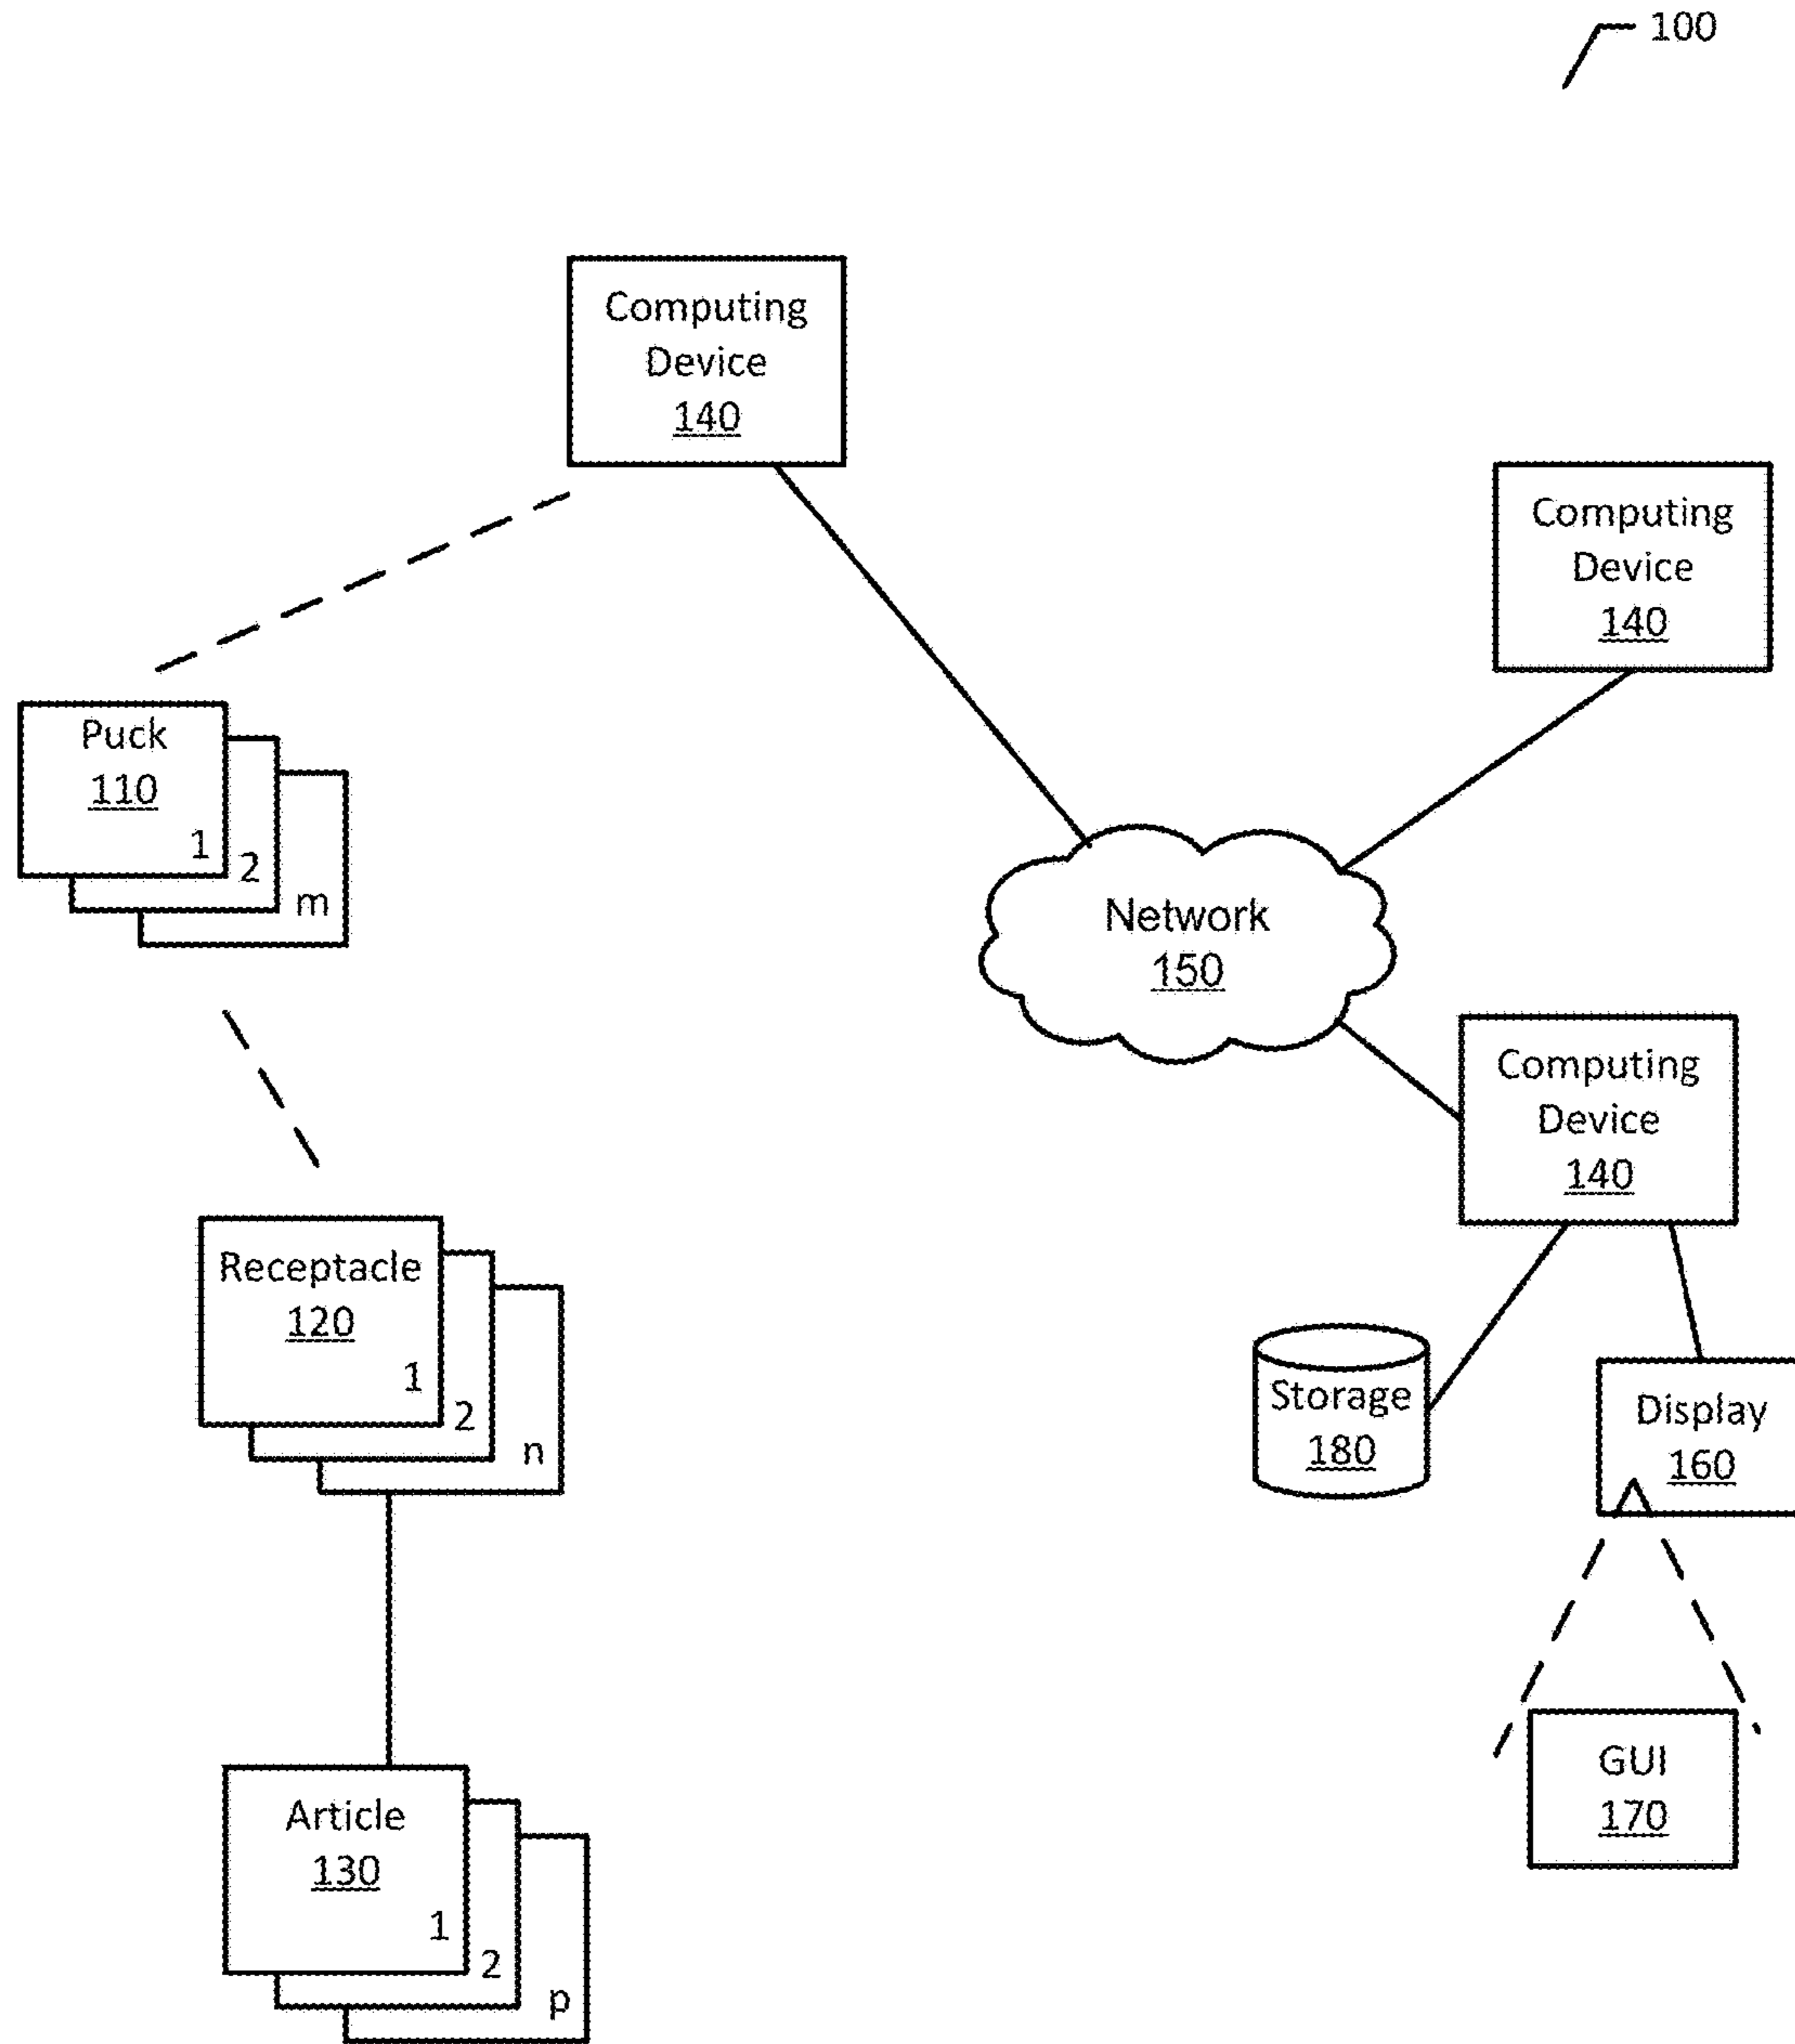 100
Computing
Device
140
Computing
Device
140
Puck
110
1
2
m
Network
150
Computing
Device
140
Receptacle
120
1
2
n
Storage
180
Display
160
GUI
170
Article
130
1
2
p